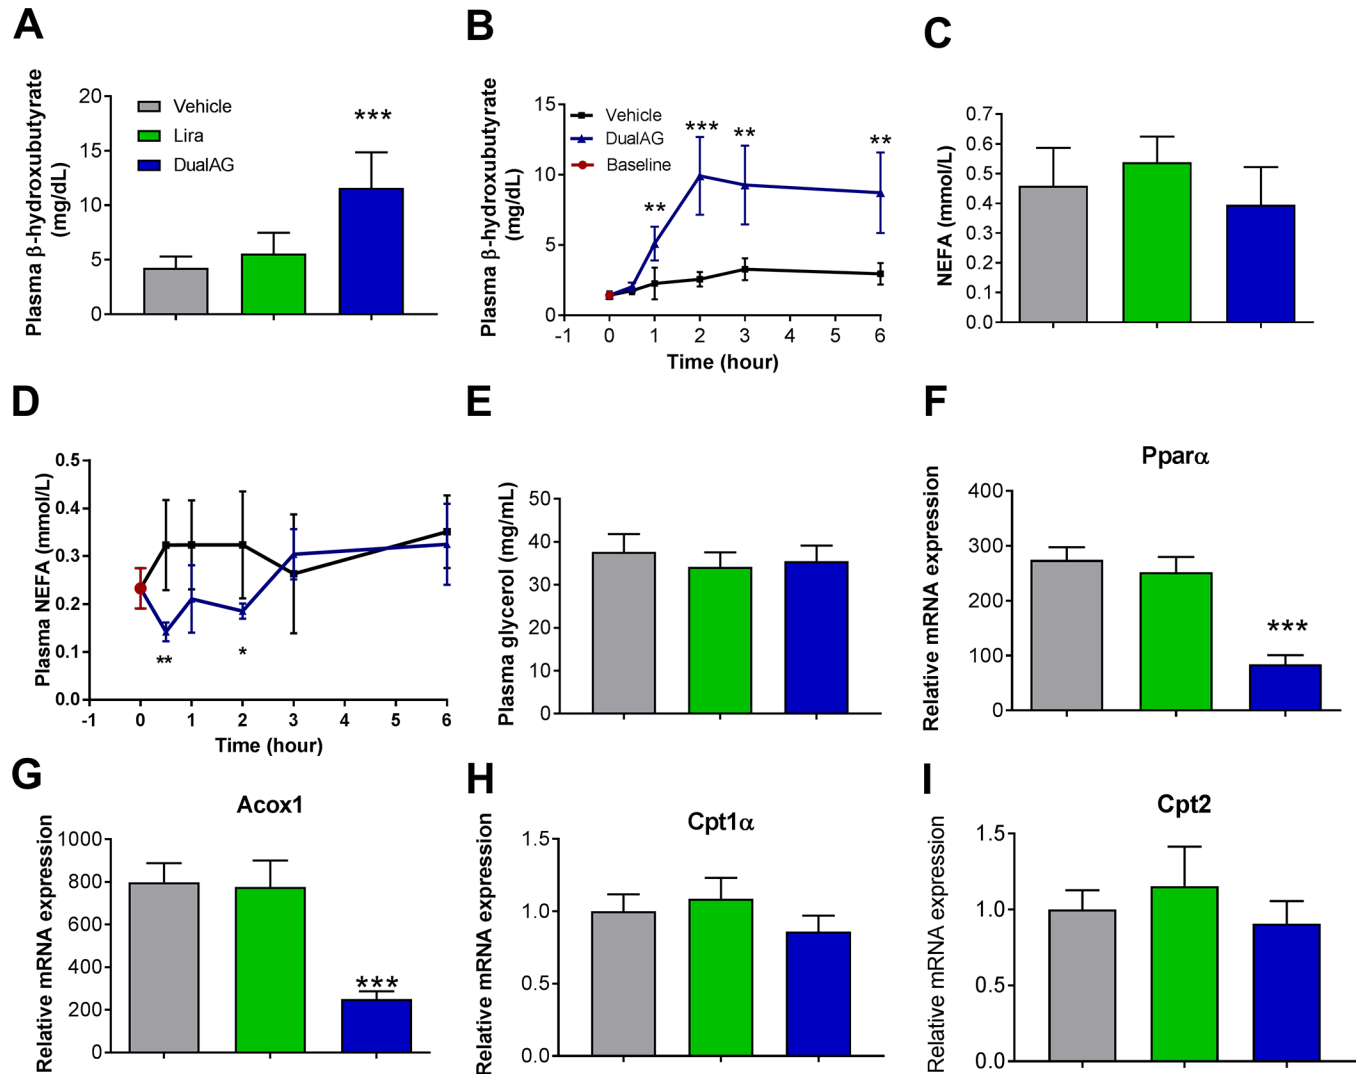 A
Plasma β-hydroxubutyrate
(mg/dL)
20
15
10
5
0
Vehicle
Lira
DualAG
***
B
Plasma β-hydroxubutyrate
(mg/dL)
15
10
5
0
Vehicle
DualAG
Baseline
**
***
**
**
-1 0 1 2 3 4 5 6
Time (hour)
C
NEFA (mmol/L)
0.7
0.6
0.5
0.4
0.3
0.2
0.1
0.0
D
Plasma NEFA (mmol/L)
0.5
0.4
0.3
0.2
0.1
0.0
**
*
-1 0 1 2 3 4 5 6
Time (hour)
E
Plasma glycerol (mg/mL)
50
40
30
20
10
0
F
Pparα
Relative mRNA expression
400
300
200
100
0
***
G
Acox1
Relative mRNA expression
1000
800
600
400
200
0
***
H
Cpt1α
Relative mRNA expression
1.5
1.0
0.5
0.0
I
Cpt2
Relative mRNA expression
1.5
1.0
0.5
0.0